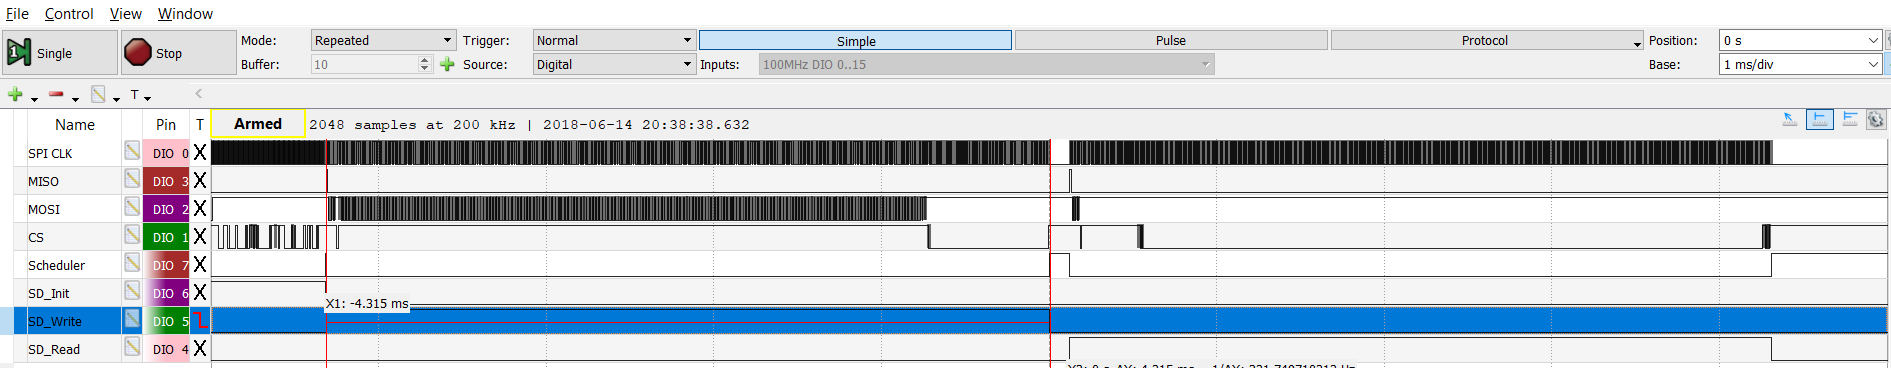 File Control View Window
Single Stop Mode: Repeated Trigger: Normal Simple Pulse Protocol Position: 0 s
Buffer: 10 Source: Digital Inputs: 100MHz DIO 0..15 Base: 1 ms/div
T
Name Pin T Armed 2048 samples at 200 kHz | 2018-06-14 20:38:38.632
SPI CLK DIO 0 X
MISO DIO 3 X
MOSI DIO 2 X
CS DIO 1 X
Scheduler DIO 7 X
SD_Init DIO 6 X
X1: -4.315 ms
SD_Write DIO 5
SD_Read DIO 4 X